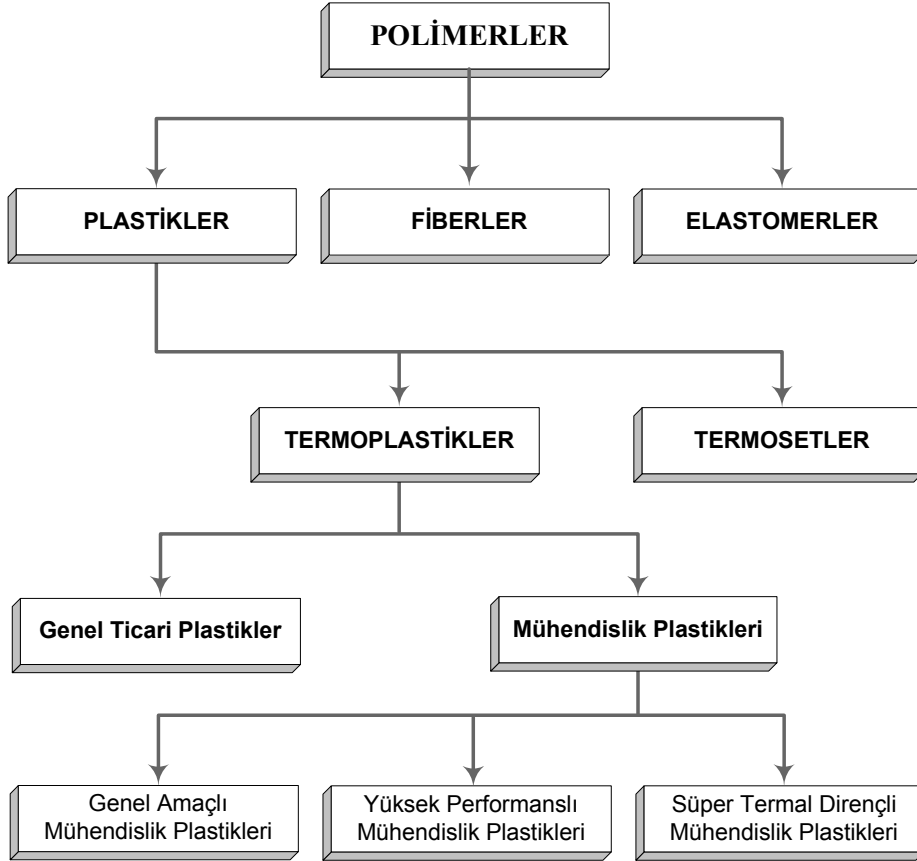 POLİMERLER
PLASTİKLER
FİBERLER
ELASTOMERLER
TERMOPLASTİKLER
TERMOSETLER
Genel Ticari Plastikler
Mühendislik Plastikleri
Genel Amaçlı
Mühendislik Plastikleri
Yüksek Performanslı
Mühendislik Plastikleri
Süper Termal Dirençli
Mühendislik Plastikleri